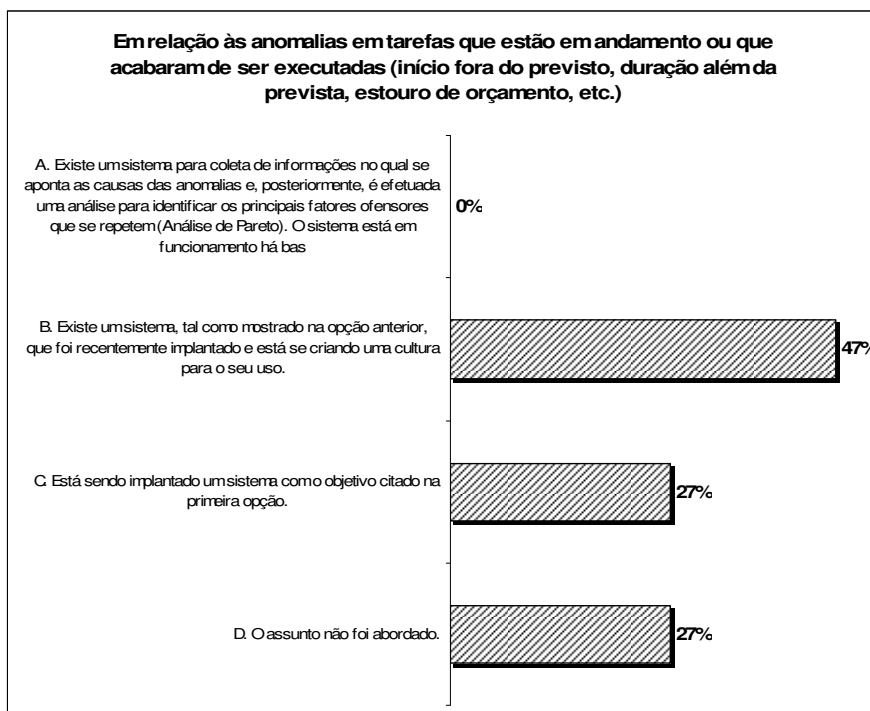 Em relação às anomalias em tarefas que estão em andamento ou que
acabaram de ser executadas (início fora do previsto, duração além da
prevista, estouro de orçamento, etc.)
A. Existe um sistema para coleta de informações no qual se
aponta as causas das anomalias e, posteriormente, é efetuada
uma análise para identificar os principais fatores ofensores
que se repetem (Análise de Pareto). O sistema está em
funcionamento há bas
0%
B. Existe um sistema, tal como mostrado na opção anterior,
que foi recentemente implantado e está se criando uma cultura
para o seu uso.
47%
C. Está sendo implantado um sistema com o objetivo citado na
primeira opção.
27%
D. O assunto não foi abordado.
27%